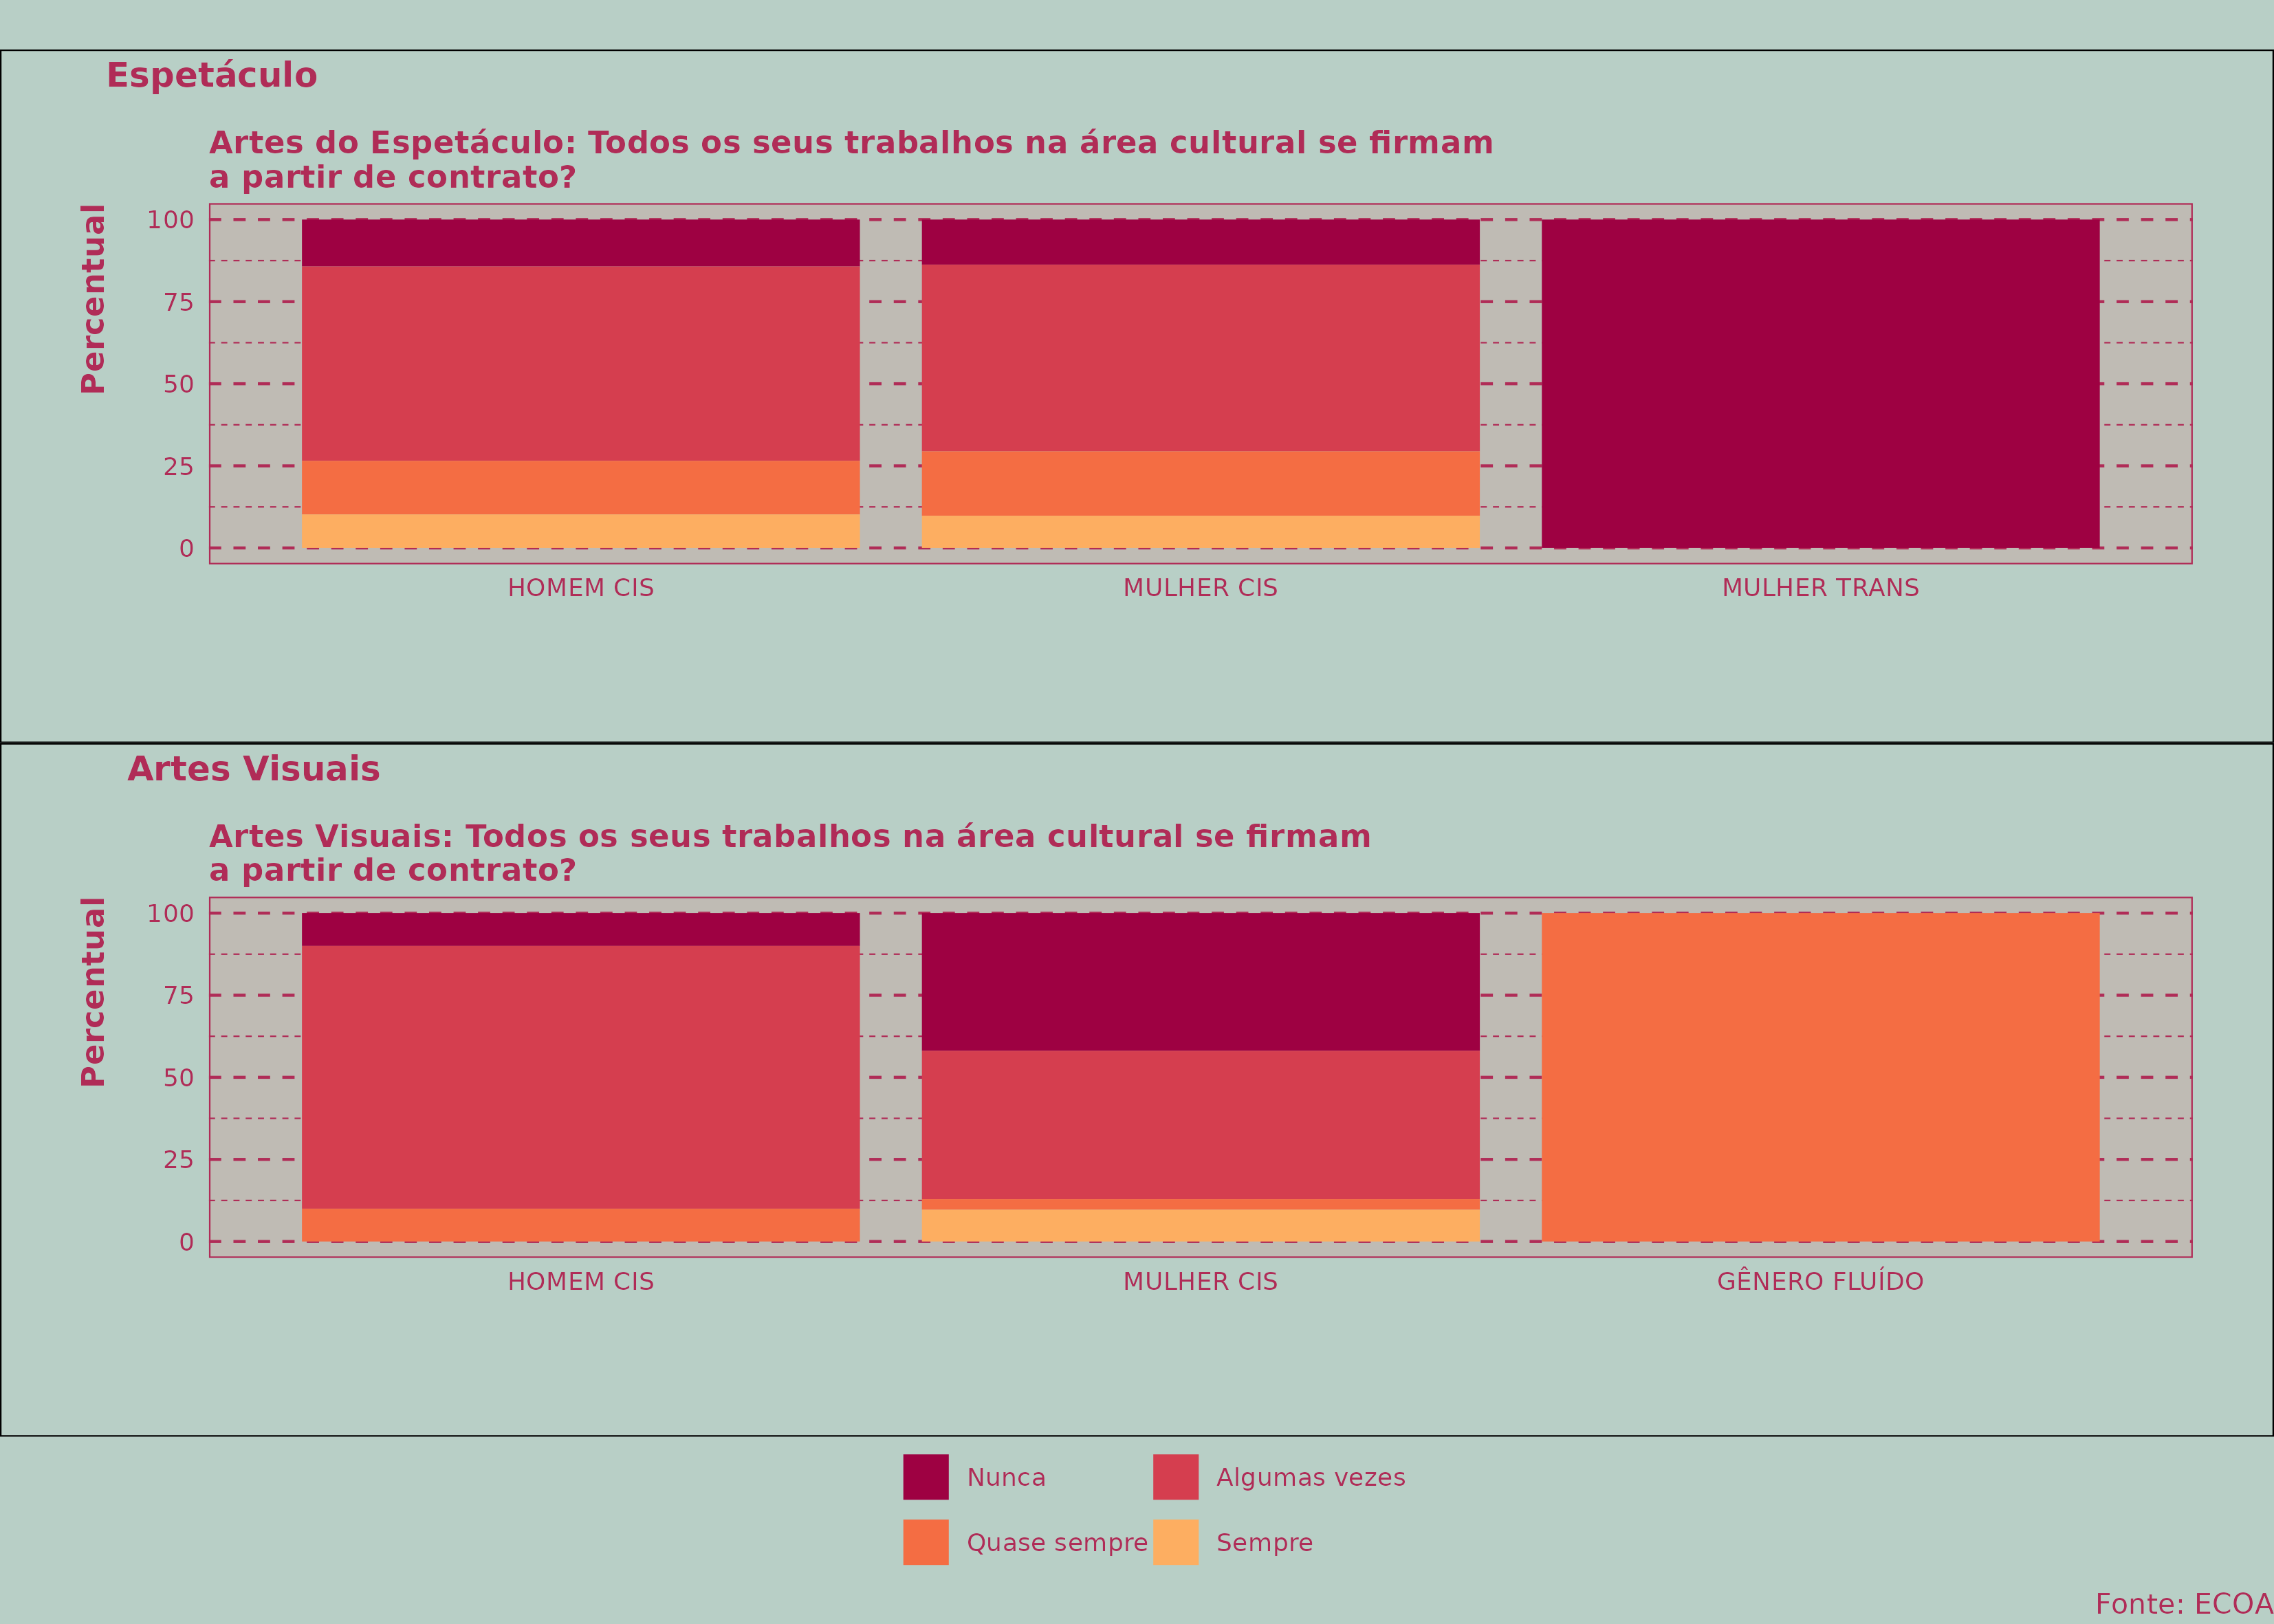 Espetáculo
Artes do Espetáculo: Todos os seus trabalhos na área cultural se firmam
a partir de contrato?
Percentual
100
75
50
25
0
HOMEM CIS
MULHER CIS
MULHER TRANS
Artes Visuais
Artes Visuais: Todos os seus trabalhos na área cultural se firmam
a partir de contrato?
Percentual
100
75
50
25
0
HOMEM CIS
MULHER CIS
GÊNERO FLUÍDO
Nunca
Algumas vezes
Quase sempre
Sempre
Fonte: ECOA